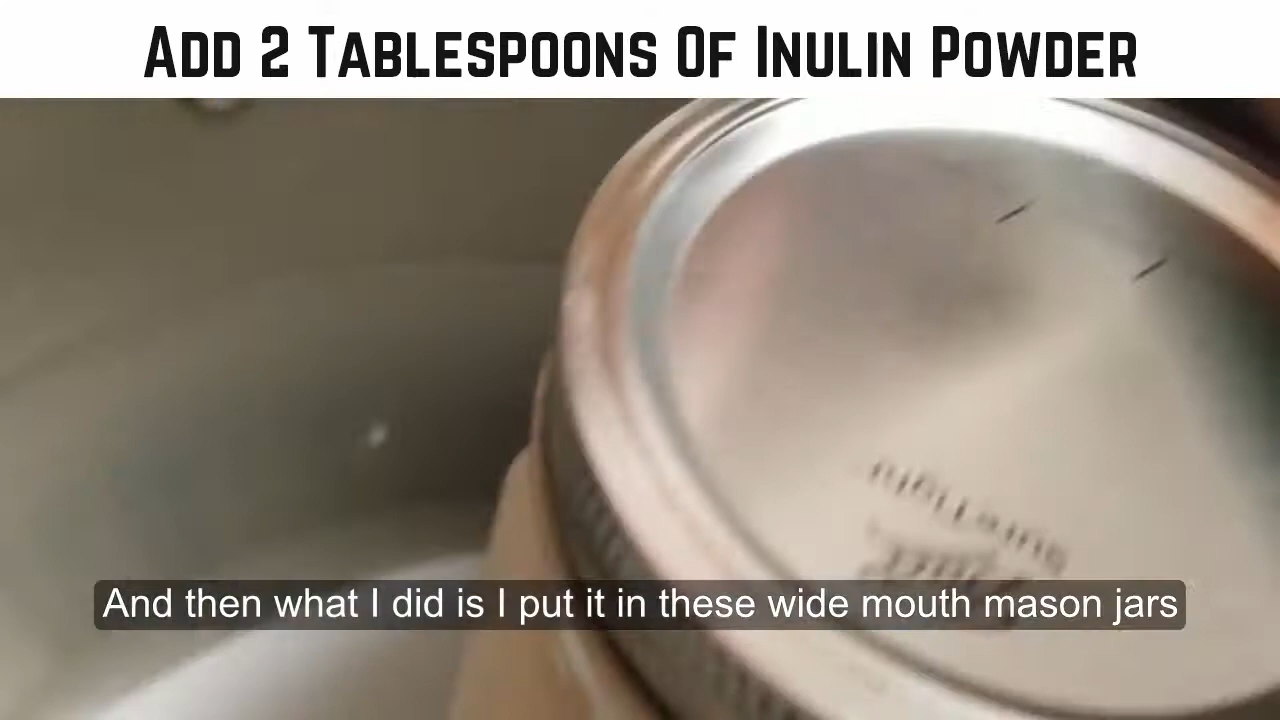 Add 2 Tablespoons Of Inulin Powder
SureTight
And then what I did is I put it in these wide mouth mason jars